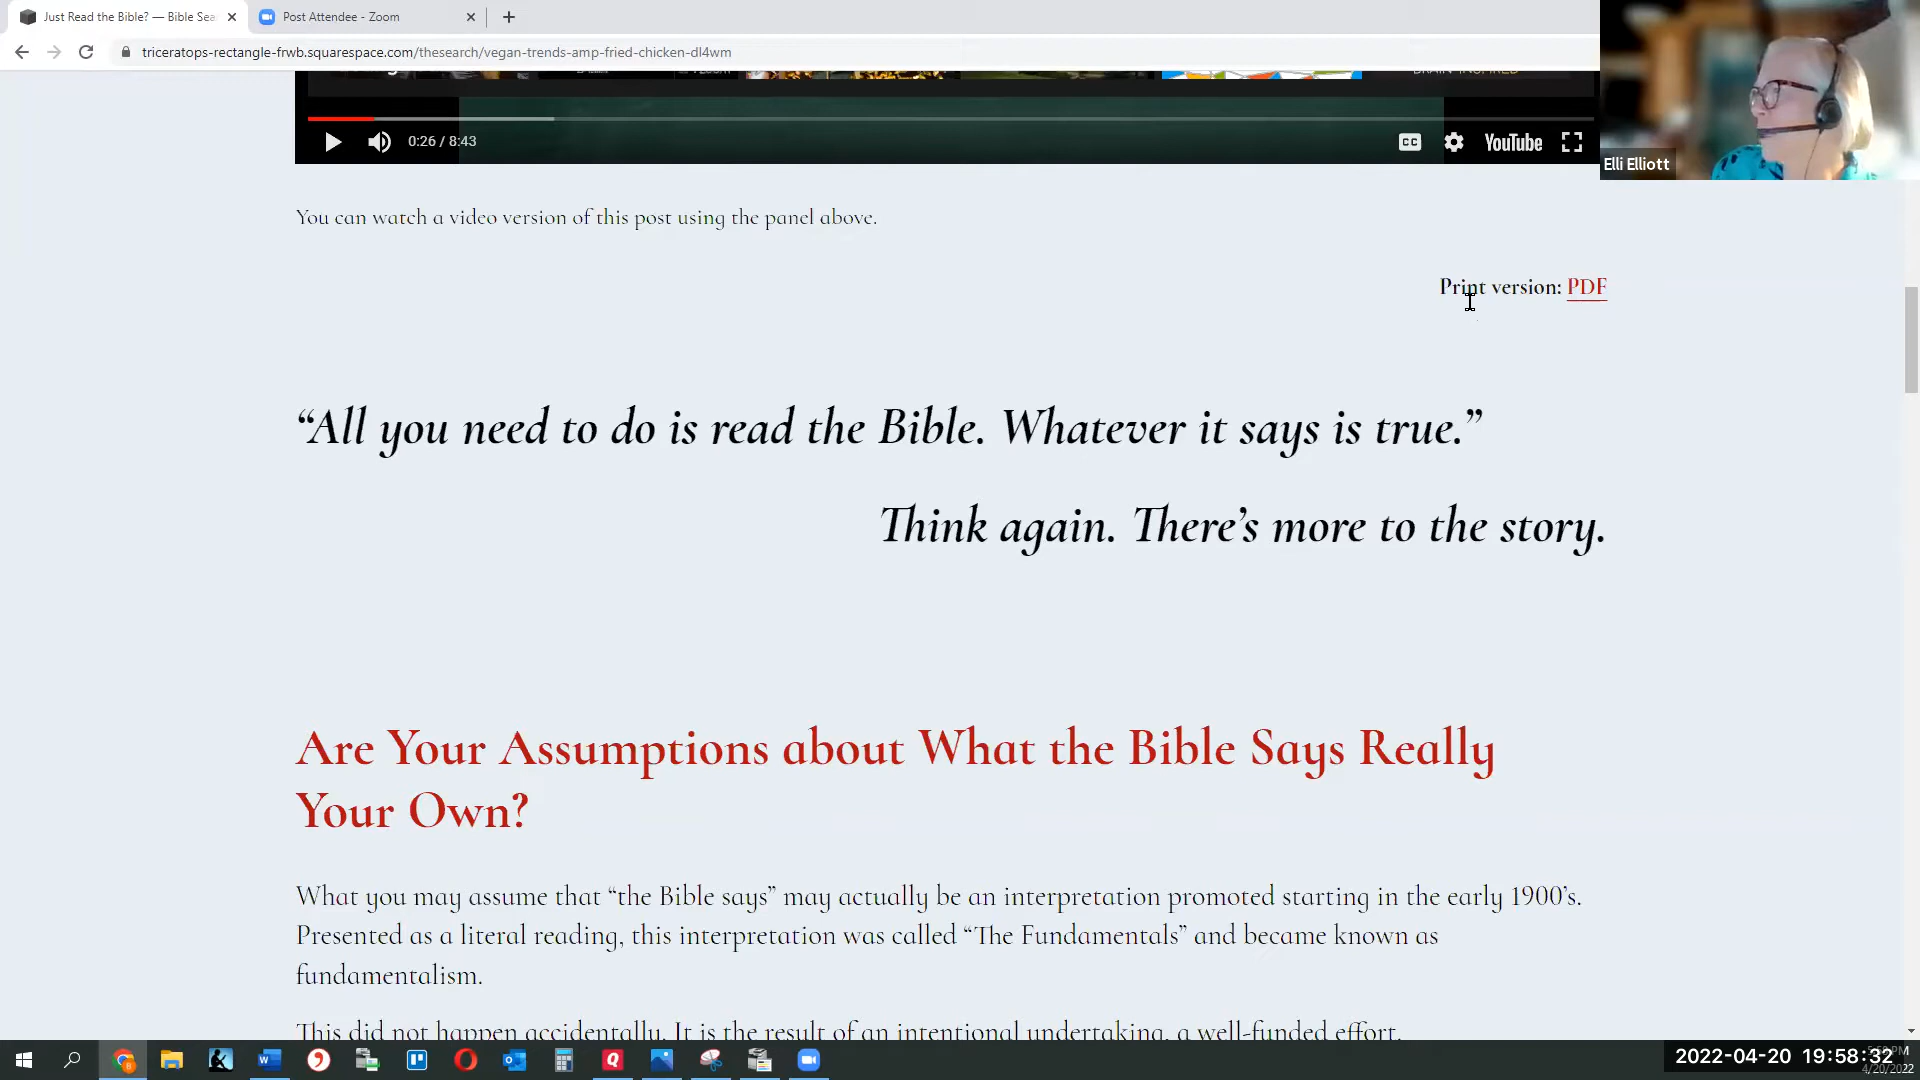 Just Read the Bible? — Bible Sea
Post Attendee - Zoom
triceratops-rectangle-frwb.squarespace.com/thesearch/vegan-trends-amp-fried-chicken-dl4wm
0:26 / 8:43
CC
YouTube
Elli Elliott
You can watch a video version of this post using the panel above.
Print version: PDF
“All you need to do is read the Bible. Whatever it says is true.”
Think again. There’s more to the story.
Are Your Assumptions about What the Bible Says Really
Your Own?
What you may assume that “the Bible says” may actually be an interpretation promoted starting in the early 1900’s.
Presented as a literal reading, this interpretation was called “The Fundamentals” and became known as
fundamentalism.
This did not happen accidentally. It is the result of an intentional undertaking, a well-funded effort.
2022-04-20 19:58:32
4/20/2022